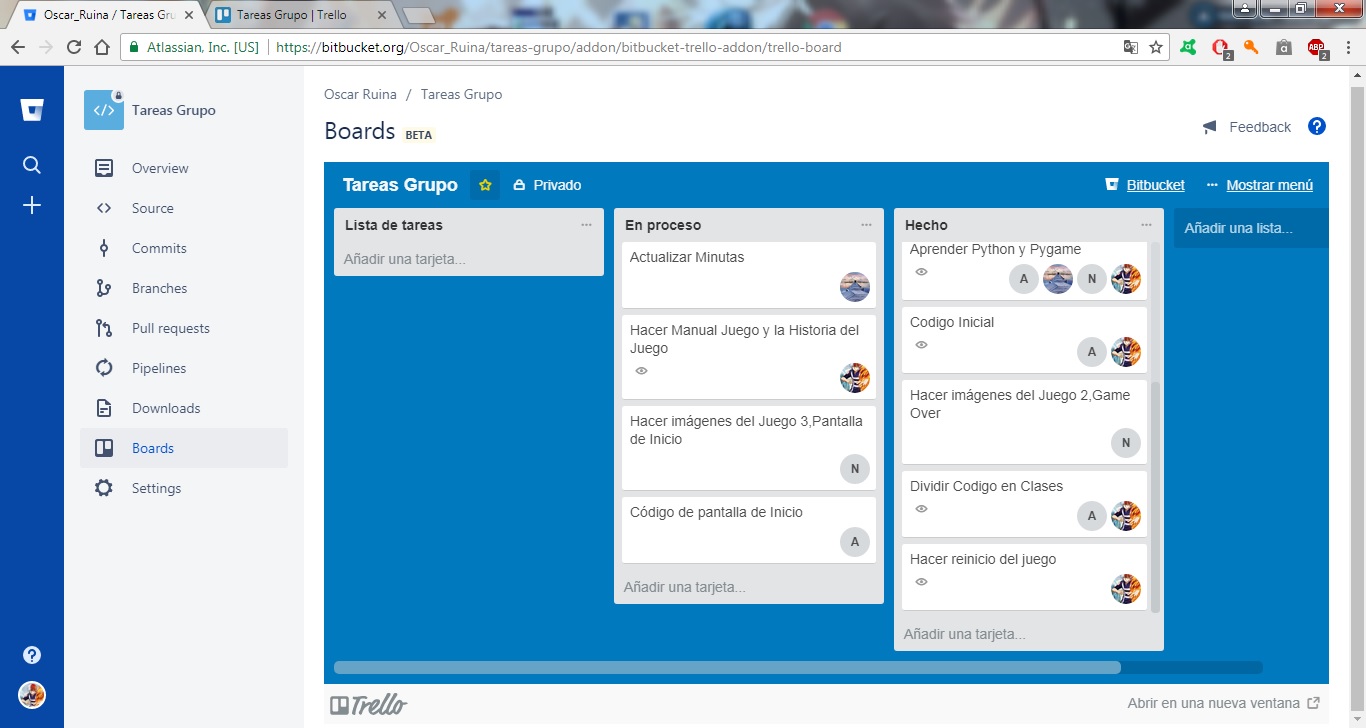 Oscar_Ruina / Tareas Gru
Tareas Grupo | Trello
Atlassian, Inc. [US]
https://bitbucket.org/Oscar_Ruina/tareas-grupo/addon/bitbucket-trello-addon/trello-board
2
a
ABP
2
Tareas Grupo
Overview
Source
Commits
Branches
Pull requests
Pipelines
Downloads
Boards
Settings
Oscar Ruina / Tareas Grupo
Boards BETA
Feedback
Tareas Grupo
Privado
Bitbucket
Mostrar menú
Lista de tareas
Añadir una tarjeta...
En proceso
Actualizar Minutas
Hacer Manual Juego y la Historia del
Juego
Hacer imágenes del Juego 3,Pantalla
de Inicio
N
Código de pantalla de Inicio
A
Añadir una tarjeta...
Hecho
Aprender Python y Pygame
A
N
Codigo Inicial
A
Hacer imágenes del Juego 2,Game
Over
N
Dividir Codigo en Clases
A
Hacer reinicio del juego
Añadir una tarjeta...
Añadir una lista...
Trello
Abrir en una nueva ventana